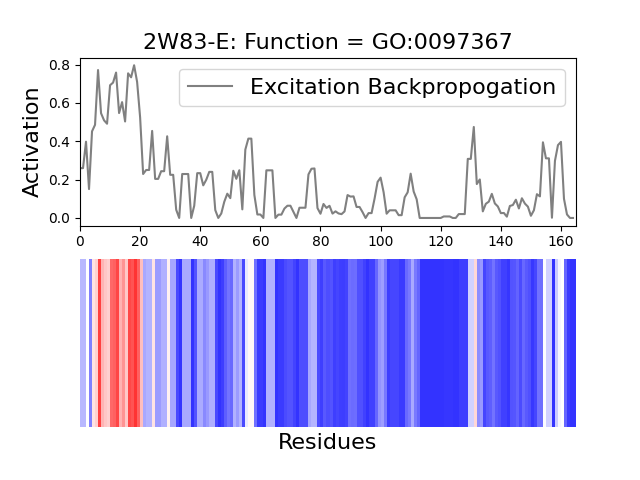 2W83-E: Function = GO:0097367
Activation
0.8
0.6
0.4
0.2
0.0
Excitation Backpropogation
0 20 40 60 80 100 120 140 160
Residues